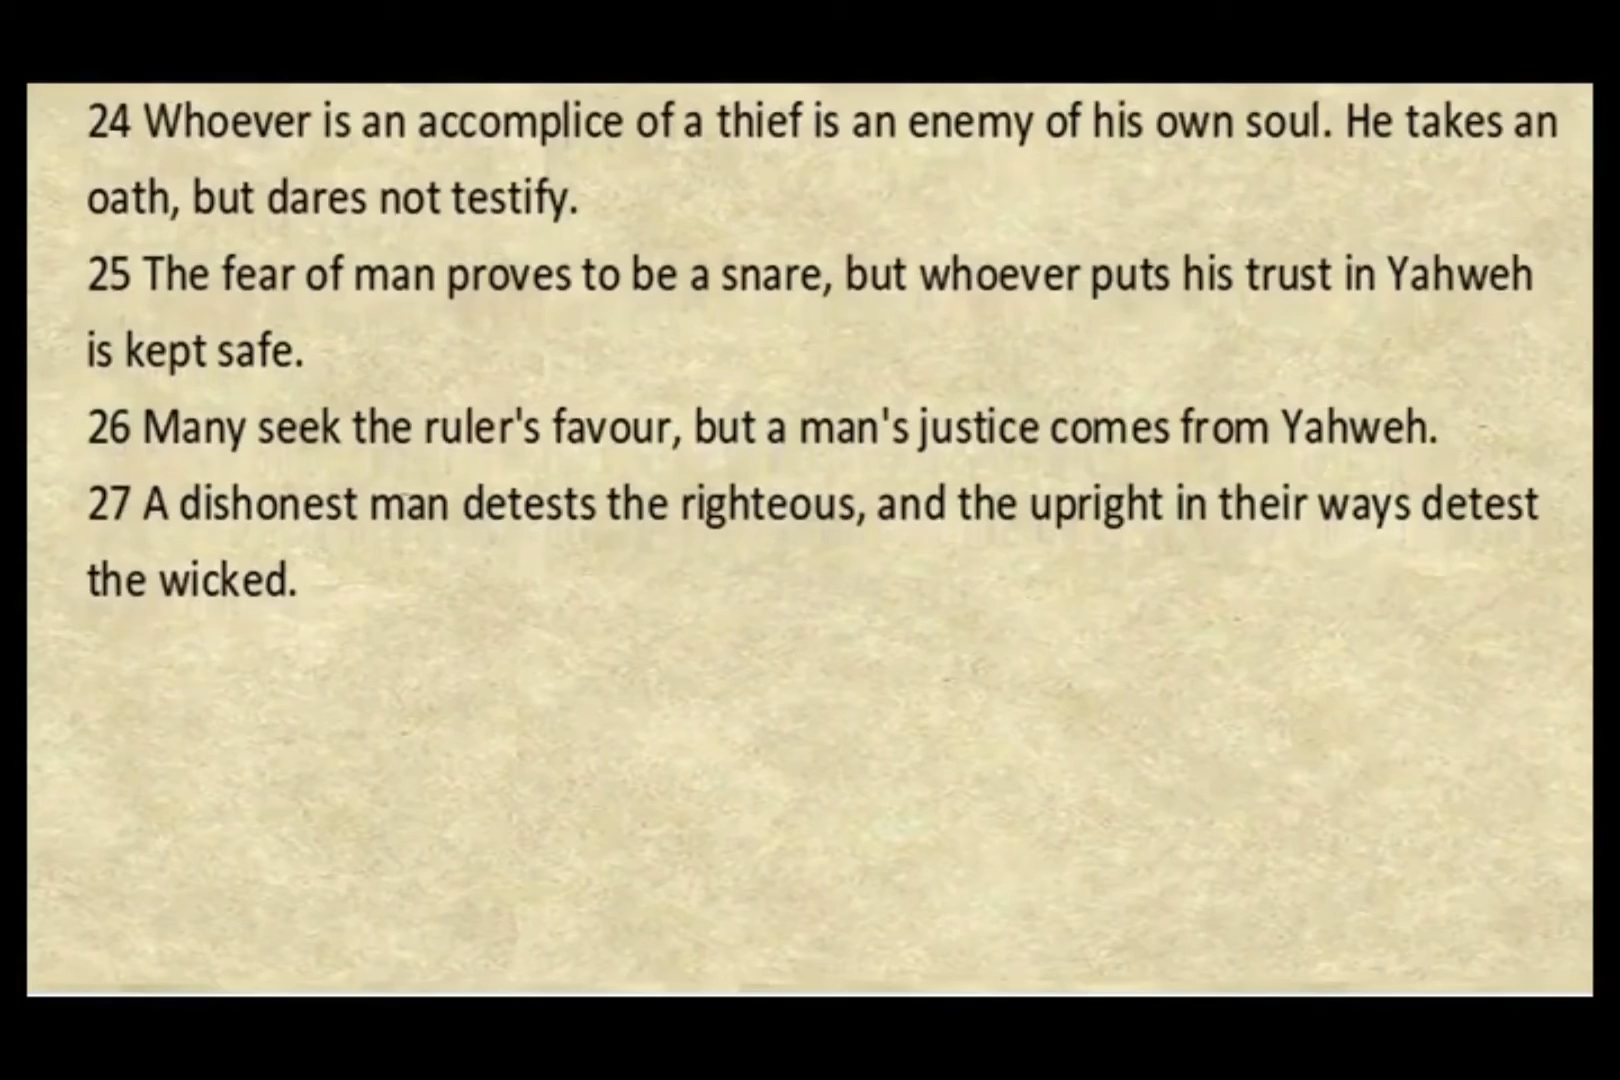 24 Whoever is an accomplice of a thief is an enemy of his own soul. He takes an
oath, but dares not testify.
25 The fear of man proves to be a snare, but whoever puts his trust in Yahweh
is kept safe.
26 Many seek the ruler's favour, but a man's justice comes from Yahweh.
27 A dishonest man detests the righteous, and the upright in their ways detest
the wicked.